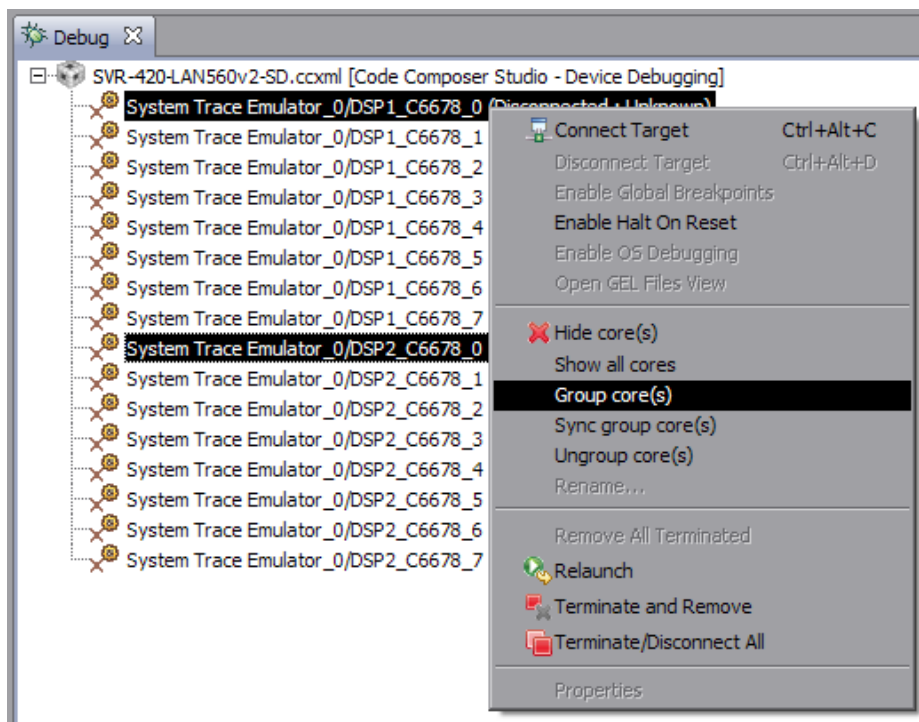 Debug
SVR-420-LAN560v2-SD.ccxml [Code Composer Studio - Device Debugging]
System Trace Emulator_0/DSP1_C6678_0 (Disconnected : Unknown)
System Trace Emulator_0/DSP1_C6678_1
System Trace Emulator_0/DSP1_C6678_2
System Trace Emulator_0/DSP1_C6678_3
System Trace Emulator_0/DSP1_C6678_4
System Trace Emulator_0/DSP1_C6678_5
System Trace Emulator_0/DSP1_C6678_6
System Trace Emulator_0/DSP1_C6678_7
System Trace Emulator_0/DSP2_C6678_0
System Trace Emulator_0/DSP2_C6678_1
System Trace Emulator_0/DSP2_C6678_2
System Trace Emulator_0/DSP2_C6678_3
System Trace Emulator_0/DSP2_C6678_4
System Trace Emulator_0/DSP2_C6678_5
System Trace Emulator_0/DSP2_C6678_6
System Trace Emulator_0/DSP2_C6678_7
Connect Target Ctrl+Alt+C
Disconnect Target Ctrl+Alt+D
Enable Global Breakpoints
Enable Halt On Reset
Enable OS Debugging
Open GEL Files View
Hide core(s)
Show all cores
Group core(s)
Sync group core(s)
Ungroup core(s)
Rename...
Remove All Terminated
Relaunch
Terminate and Remove
Terminate/Disconnect All
Properties